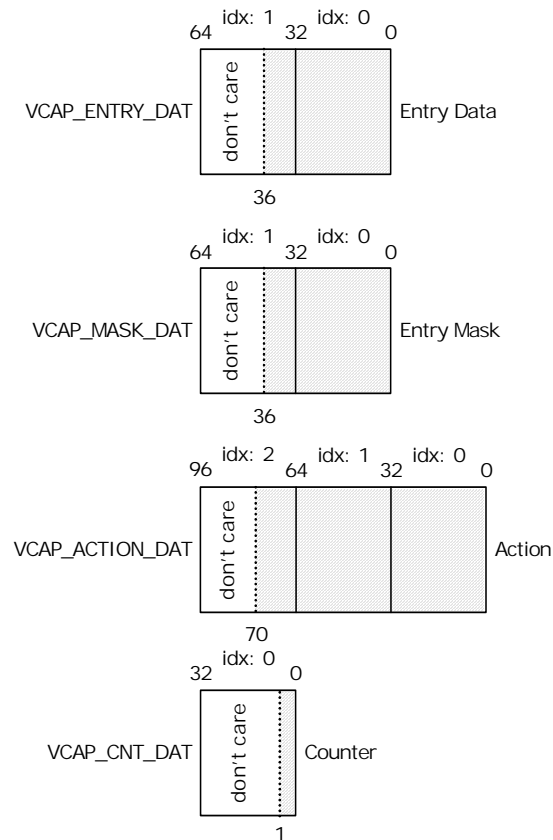 idx: 1 idx: 0
64 32 0
VCAP_ENTRY_DAT don't care Entry Data
36
idx: 1 idx: 0
64 32 0
VCAP_MASK_DAT don't care Entry Mask
36
idx: 2 idx: 1 idx: 0
96 64 32 0
VCAP_ACTION_DAT don't care Action
70
idx: 0
32 0
VCAP_CNT_DAT don't care Counter
1